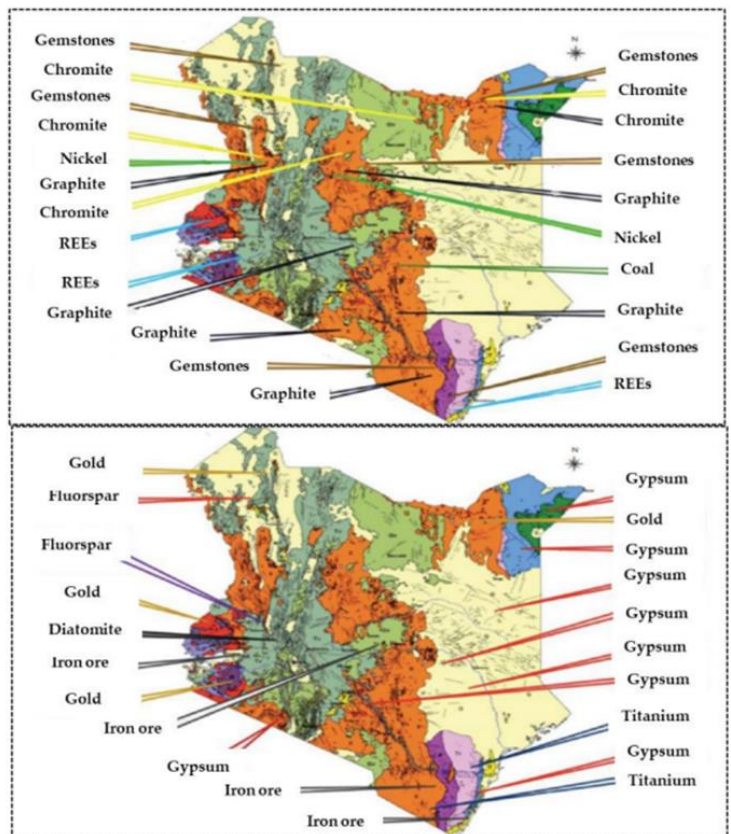 Gemstones
Chromite
Gemstones
Chromite
Nickel
Graphite
Chromite
REEs
REEs
Graphite
Graphite
Gemstones
Graphite
N
Gemstones
Chromite
Chromite
Gemstones
Graphite
Nickel
Coal
Graphite
Gemstones
REEs
Gold
Fluorspar
Fluorspar
Gold
Diatomite
Iron ore
Gold
Iron ore
Gypsum
Iron ore
Iron ore
N
Gypsum
Gold
Gypsum
Gypsum
Gypsum
Gypsum
Gypsum
Titanium
Gypsum
Titanium